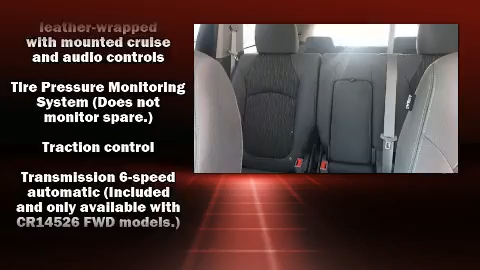 leather-wrapped
with mounted cruise
and audio controls
Tire Pressure Monitoring
System (Does not
monitor spare.)
Traction control
Transmission 6-speed
automatic (Included
and only available with
CR14526 FWD models.)